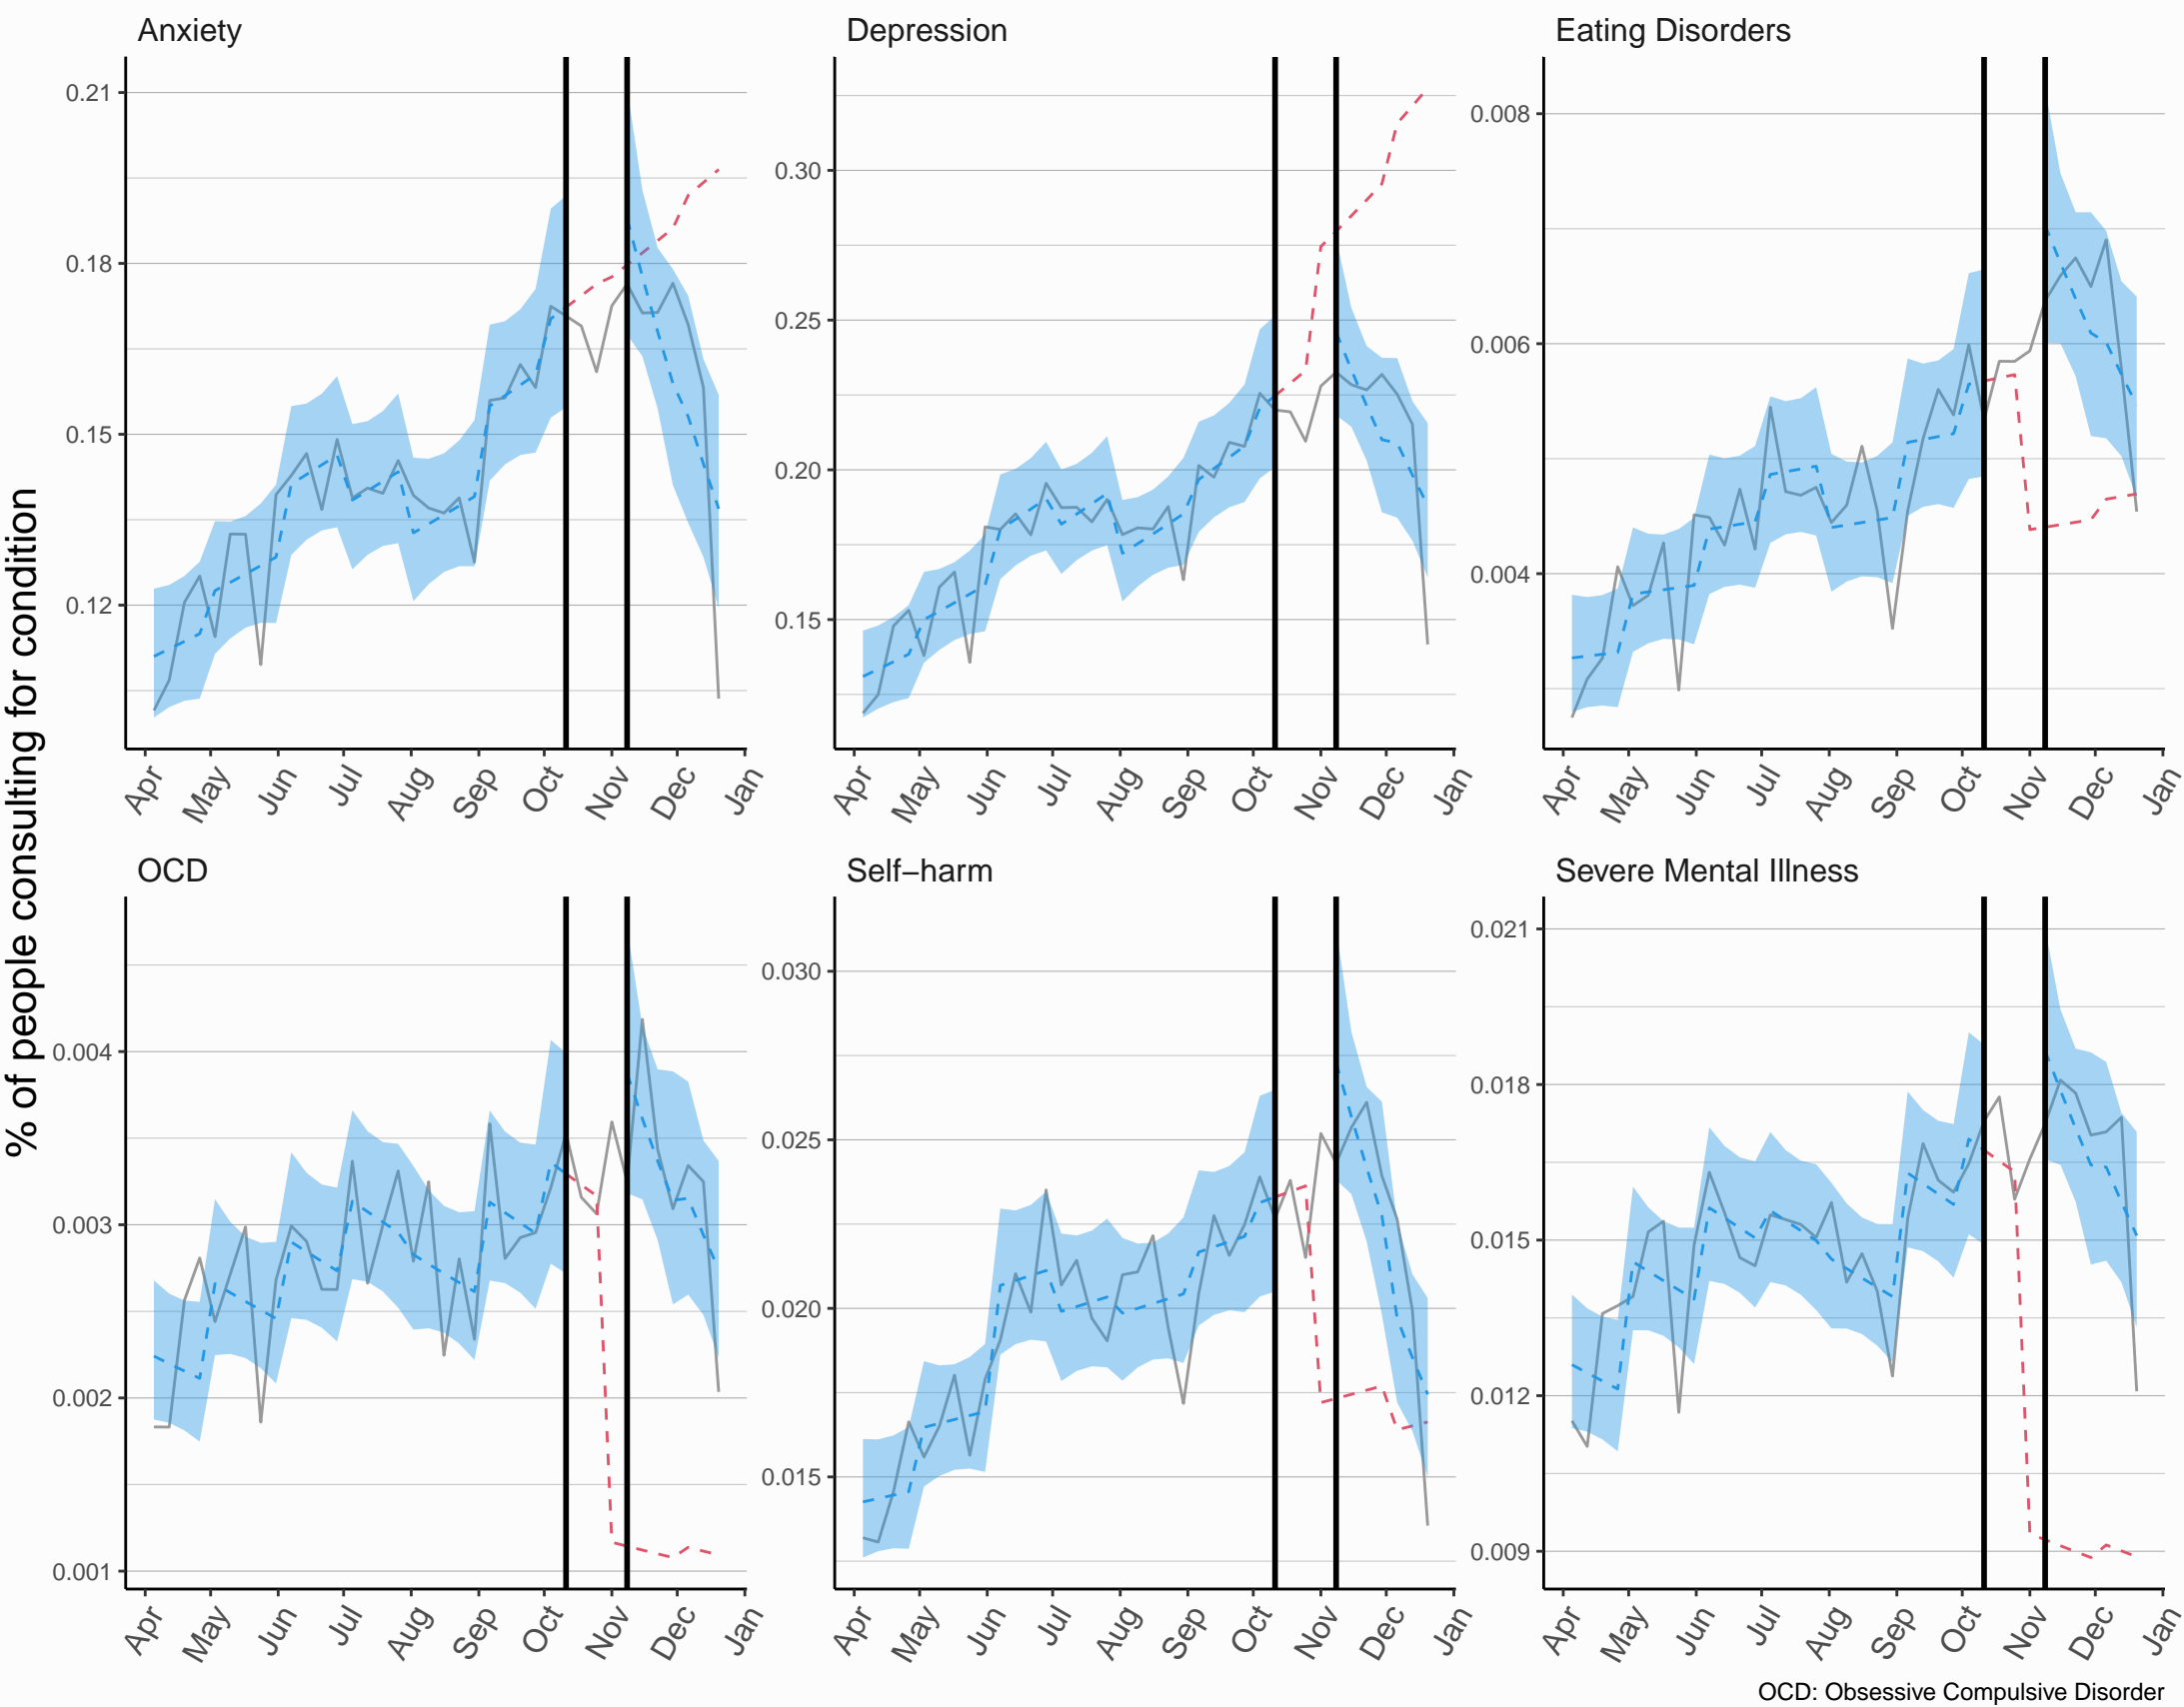 Anxiety
Depression
Eating Disorders
% of people consulting for condition
0.21
0.18
0.15
0.12
Apr May Jun Jul Aug Sep Oct Nov Dec Jan
0.30
0.25
0.20
0.15
Apr May Jun Jul Aug Sep Oct Nov Dec Jan
0.008
0.006
0.004
Apr May Jun Jul Aug Sep Oct Nov Dec Jan
OCD
Self–harm
Severe Mental Illness
0.004
0.003
0.002
0.001
Apr May Jun Jul Aug Sep Oct Nov Dec Jan
0.030
0.025
0.020
0.015
Apr May Jun Jul Aug Sep Oct Nov Dec Jan
0.021
0.018
0.015
0.012
0.009
Apr May Jun Jul Aug Sep Oct Nov Dec Jan
OCD: Obsessive Compulsive Disorder